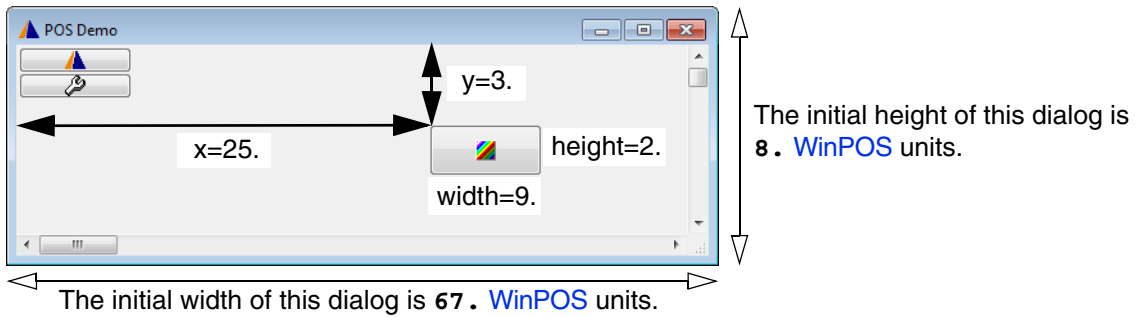 POS Demo
y=3.
x=25.
height=2.
width=9.
The initial height of this dialog is
8. WinPOS units.
The initial width of this dialog is 67. WinPOS units.